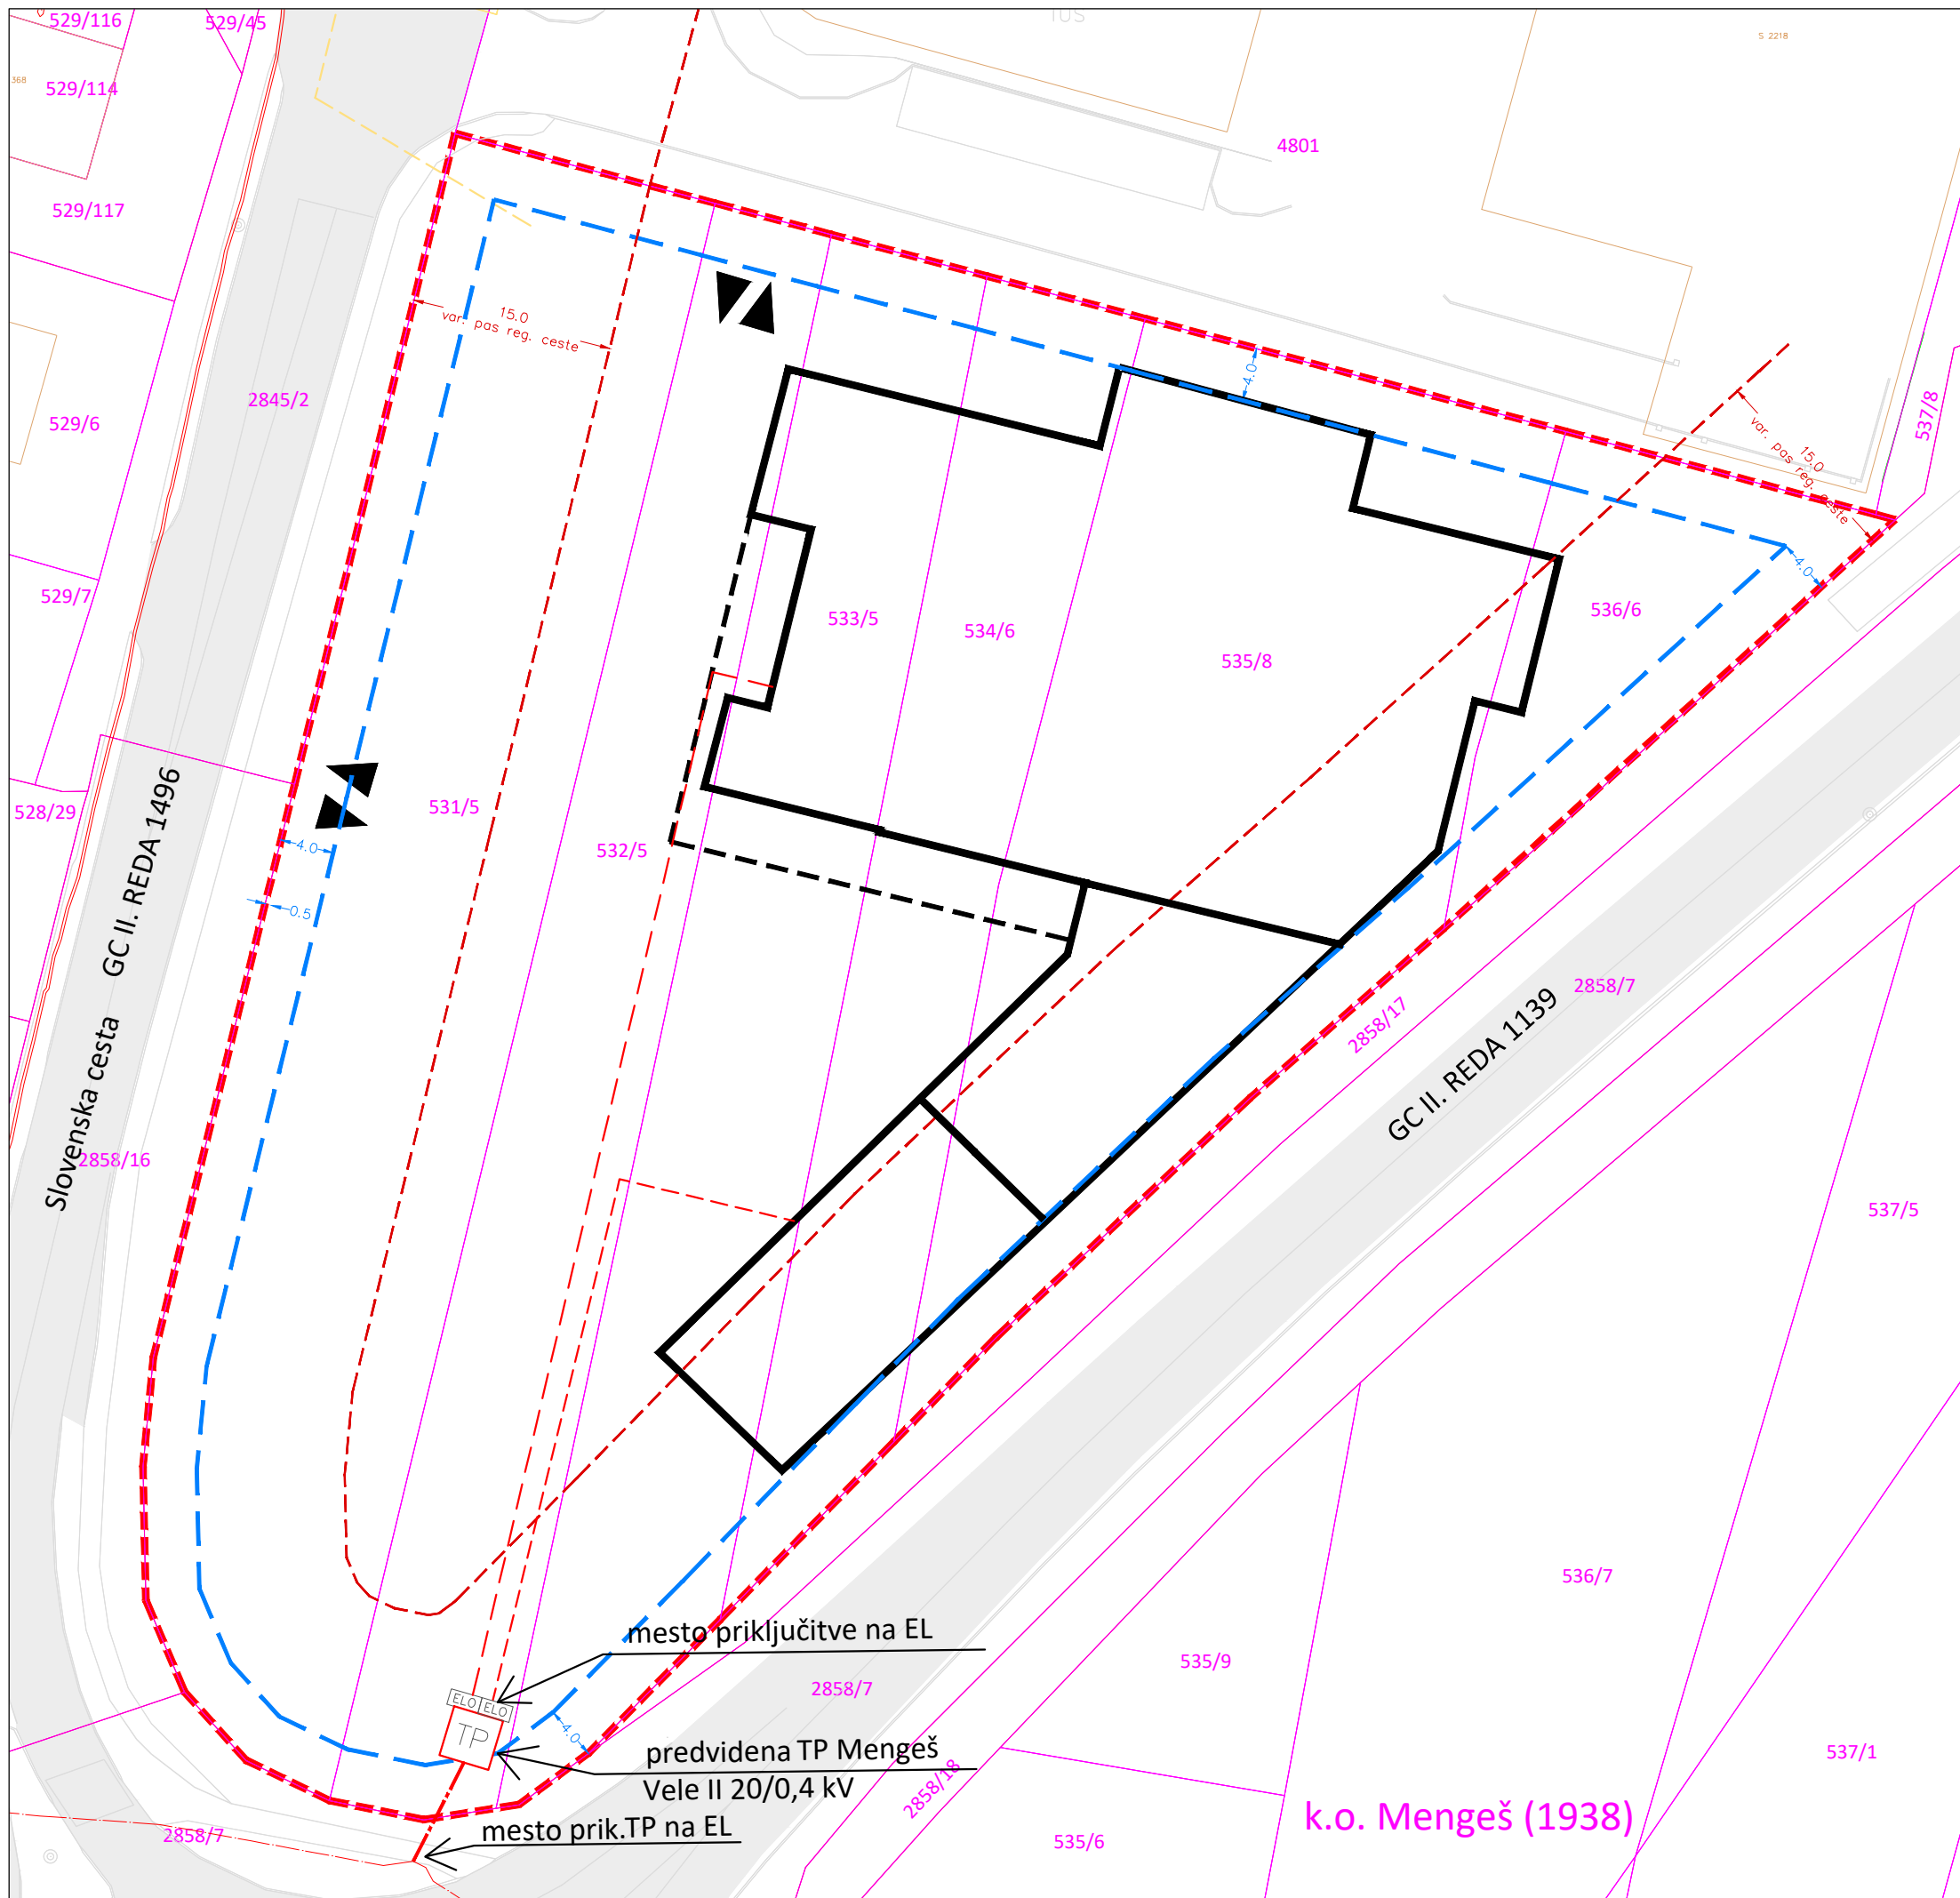 529/116
529/45
TUS
S 2218
368
529/114
4801
529/117
15.0
var. pas reg. ceste
2845/2
4.0
529/6
537/8
15.0
var. pas reg. ceste
4.0
529/7
533/5
534/6
536/6
535/8
528/29
531/5
532/5
4.0
0.5
Slovenska cesta GC II. REDA 1496
2858/7
2858/17
GC II. REDA 1139
2858/16
537/5
536/7
mesto priključitve na EL
535/9
2858/7
ELO ELO
TP
4.0
predvidena TP Mengeš
Vele II 20/0,4 kV
537/1
2858/18
mesto prik.TP na EL
2858/7
535/6
k.o. Mengeš (1938)